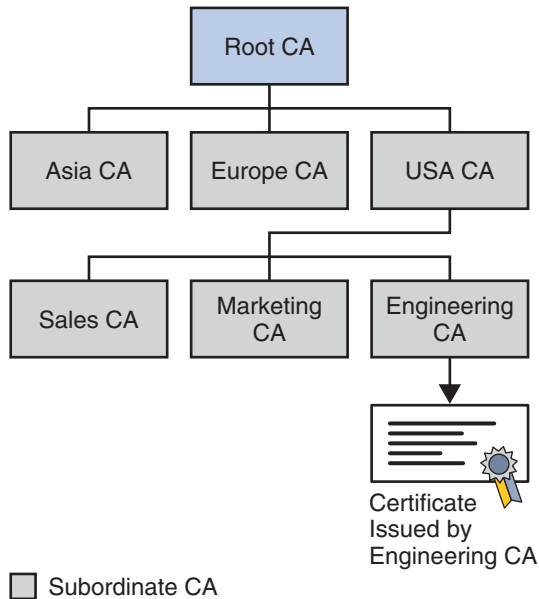 Root CA
Asia CA
Europe CA
USA CA
Sales CA
Marketing
CA
Engineering
CA
Certificate
Issued by
Engineering CA
Subordinate CA